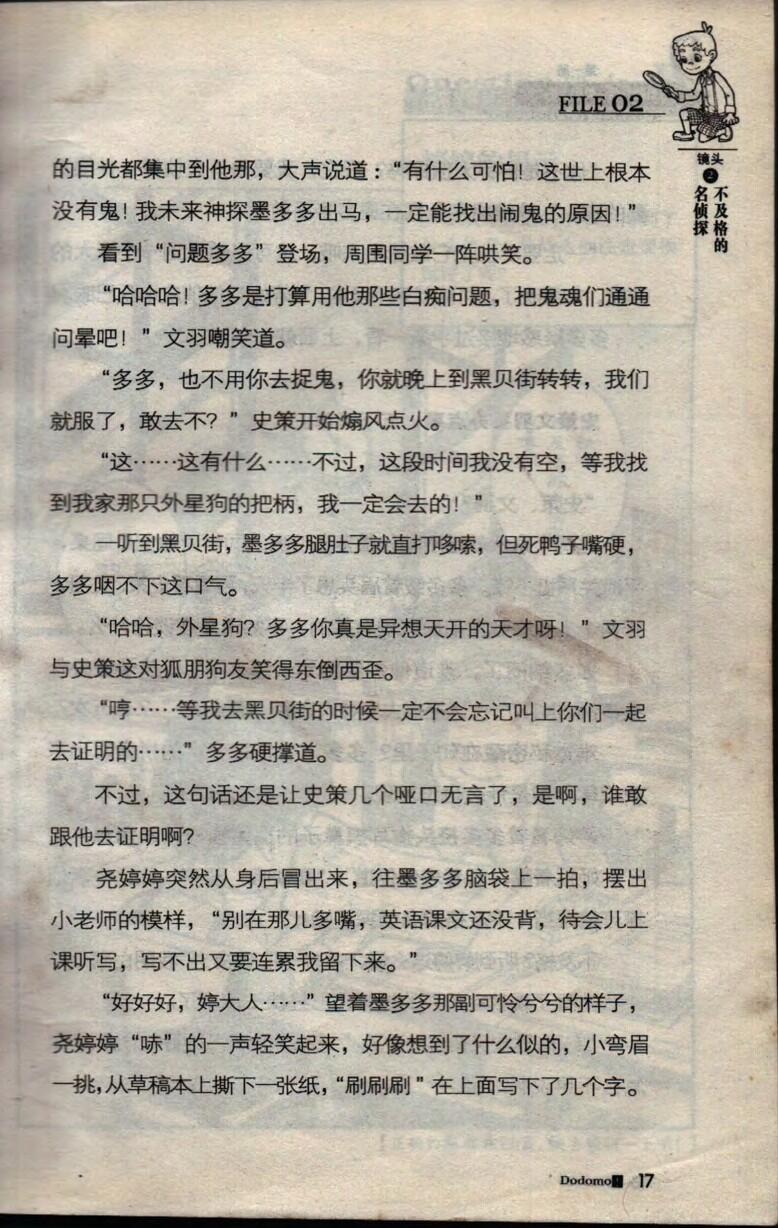 FILE 02
镜头
2
不及格的
名侦探
的目光都集中到他那，大声说道：“有什么可怕！这世上根本
没有鬼！我未来神探墨多多出马，一定能找出闹鬼的原因！”
看到“问题多多”登场，周围同学一阵哄笑。
“哈哈哈！多多是打算用他那些白痴问题，把鬼魂们通通
问晕吧！”文羽嘲笑道。
“多多，也不用你去捉鬼，你就晚上到黑贝街转转，我们
就服了，敢去不？”史策开始煽风点火。
“这……这有什么……不过，这段时间我没有空，等我找
到我家那只外星狗的把柄，我一定会去的！”
一听到黑贝街，墨多多腿肚子就直打哆嗦，但死鸭子嘴硬，
多多咽不下这口气。
“哈哈，外星狗？多多你真是异想天开的天才呀！”文羽
与史策这对狐朋狗友笑得东倒西歪。
“哼……等我去黑贝街的时候一定不会忘记叫上你们一起
去证明的……”多多硬撑道。
不过，这句话还是让史策几个哑口无言了，是啊，谁敢
跟他去证明啊？
尧婷婷突然从身后冒出来，往墨多多脑袋上一拍，摆出
小老师的模样，“别在那儿多嘴，英语课文还没背，待会儿上
课听写，写不出又要连累我留下来。”
“好好好，婷大人……”望着墨多多那副可怜兮兮的样子，
尧婷婷“哧”的一声轻笑起来，好像想到了什么似的，小弯眉
一挑，从草稿本上撕下一张纸，“刷刷刷”在上面写下了几个字。
Dodomo1 17